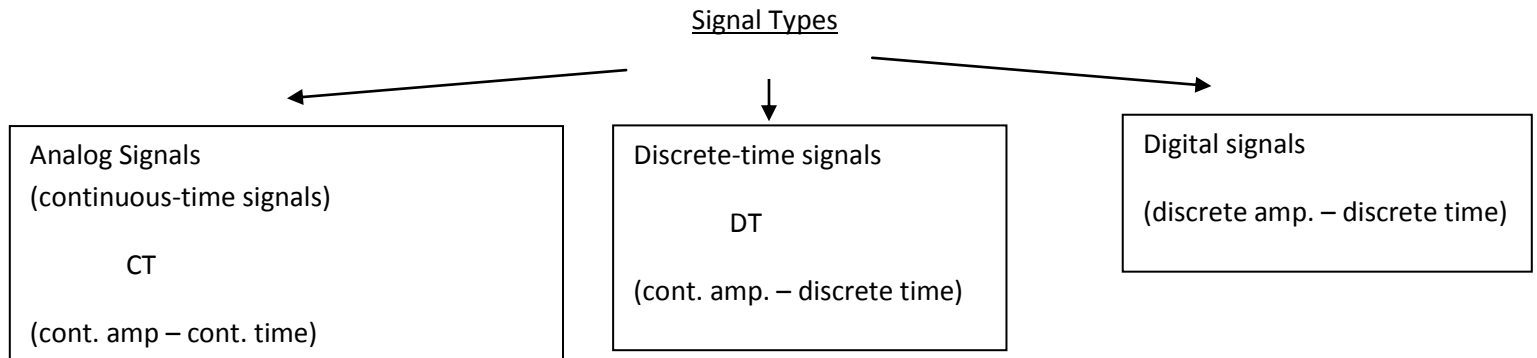 Signal Types
Analog Signals
(continuous-time signals)
CT
(cont. amp – cont. time)
Discrete-time signals
DT
(cont. amp. – discrete time)
Digital signals
(discrete amp. – discrete time)